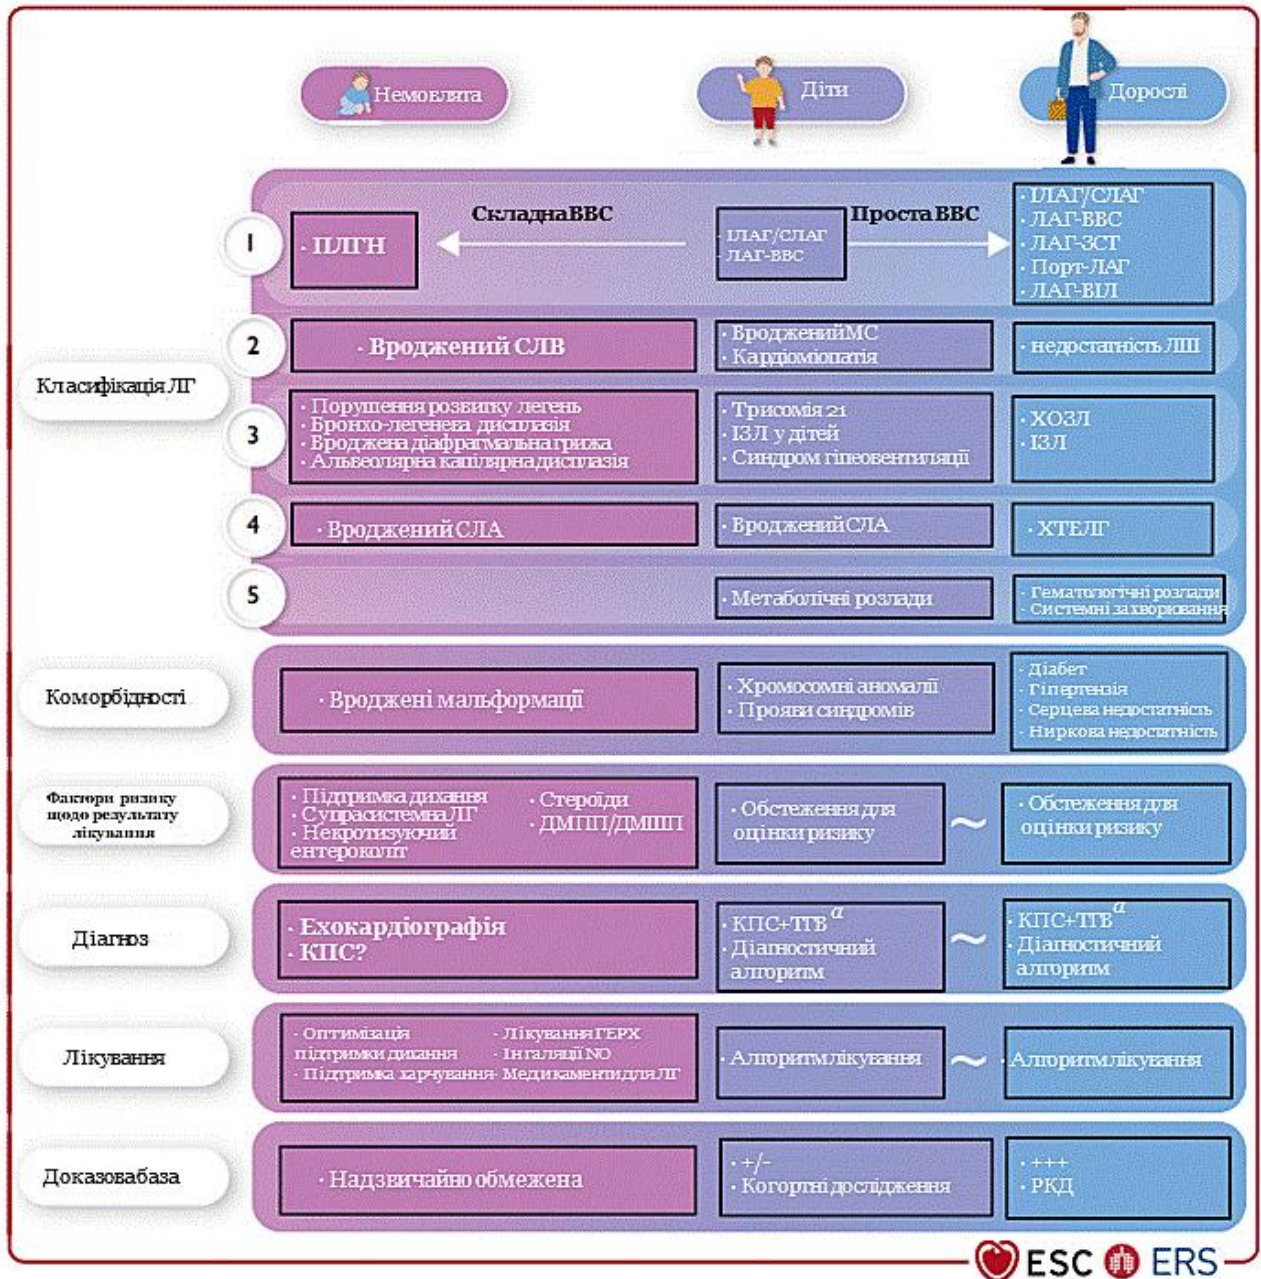 Немовлята
Діти
Дорослі
Класифікація ЛГ
1
· ПЛГН
Складна ВВС
· ІЛАГ/СЛАГ
· ЛАГ-ВВС
Проста ВВС
· ІЛАГ/СЛАГ
· ЛАГ-ВВС
· ЛАГ-ЗСТ
· Порт-ЛАГ
· ЛАГ-ВІЛ
2
· Вроджений СЛВ
· Вроджений МС
· Кардіоміопатія
· недостатність ЛШ
3
· Порушення розвитку легень
· Бронхо-легенева дисплазія
· Вроджена діафрагмальна грижа
· Альвеолярна капілярна дисплазія
· Трисомія 21
· ІЗЛ у дітей
· Синдром гіпеовентиляції
· ХОЗЛ
· ІЗЛ
4
· Вроджений СЛА
· Вроджений СЛА
· ХТЕЛГ
5
· Метаболічні розлади
· Гематологічні розлади
· Системні захворювання
Коморбідності
· Вроджені мальформації
· Хромосомні аномалії
· Прояви синдромів
· Діабет
· Гіпертензія
· Серцева недостатність
· Ниркова недостатність
Фактори ризику
щодо результату
лікування
· Підтримка дихання
· Супрасистемна ЛГ
· Некротизуючий
ентероколіт
· Стероїди
· ДМПП/ДМШП
· Обстеження для
оцінки ризику
~
· Обстеження для
оцінки ризику
Діагноз
· Ехокардіографія
· КПС?
· КПС+ТГВ a
· Діагностичний
алгоритм
~
· КПС+ТГВ a
· Діагностичний
алгоритм
Лікування
· Оптимізація
підтримки дихання
· Підтримка харчування
· Лікування ГЕРХ
· Інгаляції NO
· Медикаменти для ЛГ
· Алгоритм лікування
~
· Алгоритм лікування
Доказова база
· Надзвичайно обмежена
· +/-
· Когортні дослідження
· +++
· РКД
ESC ERS